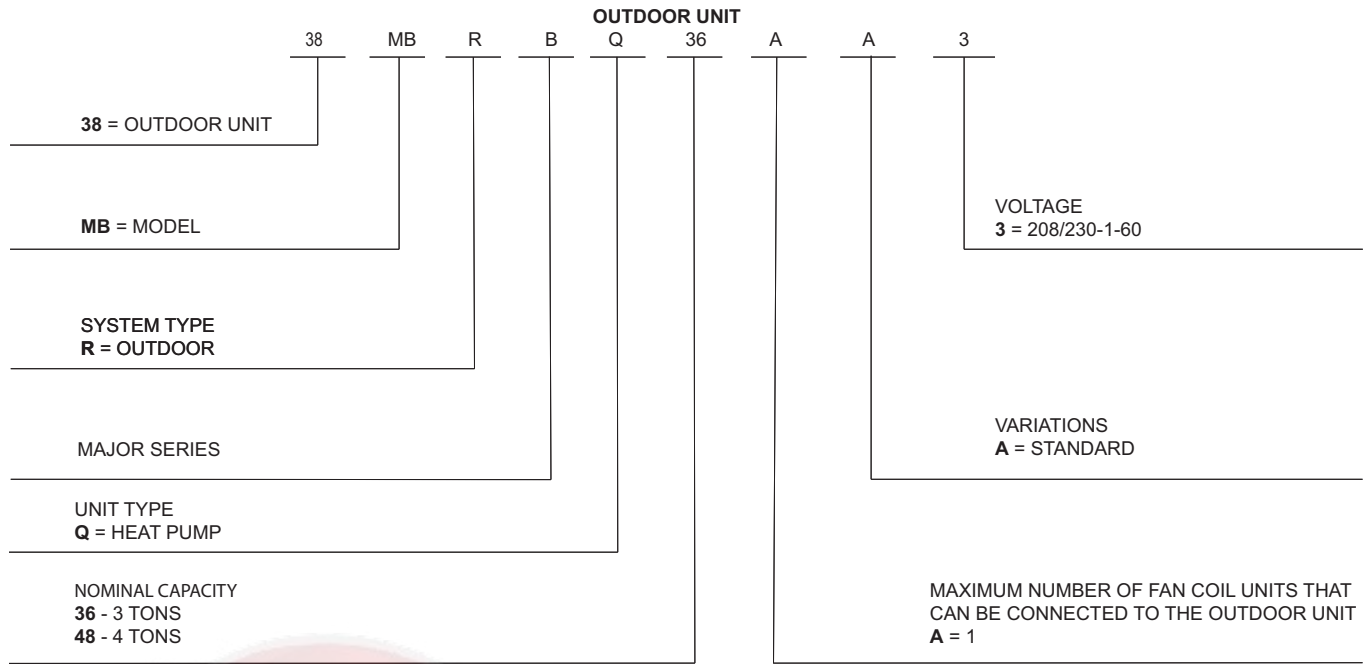 OUTDOOR UNIT
38 MB R B Q 36 A A 3
38 = OUTDOOR UNIT
MB = MODEL
SYSTEM TYPE
R = OUTDOOR
MAJOR SERIES
UNIT TYPE
Q = HEAT PUMP
NOMINAL CAPACITY
36 - 3 TONS
48 - 4 TONS
VOLTAGE
3 = 208/230-1-60
VARIATIONS
A = STANDARD
MAXIMUM NUMBER OF FAN COIL UNITS THAT
CAN BE CONNECTED TO THE OUTDOOR UNIT
A = 1